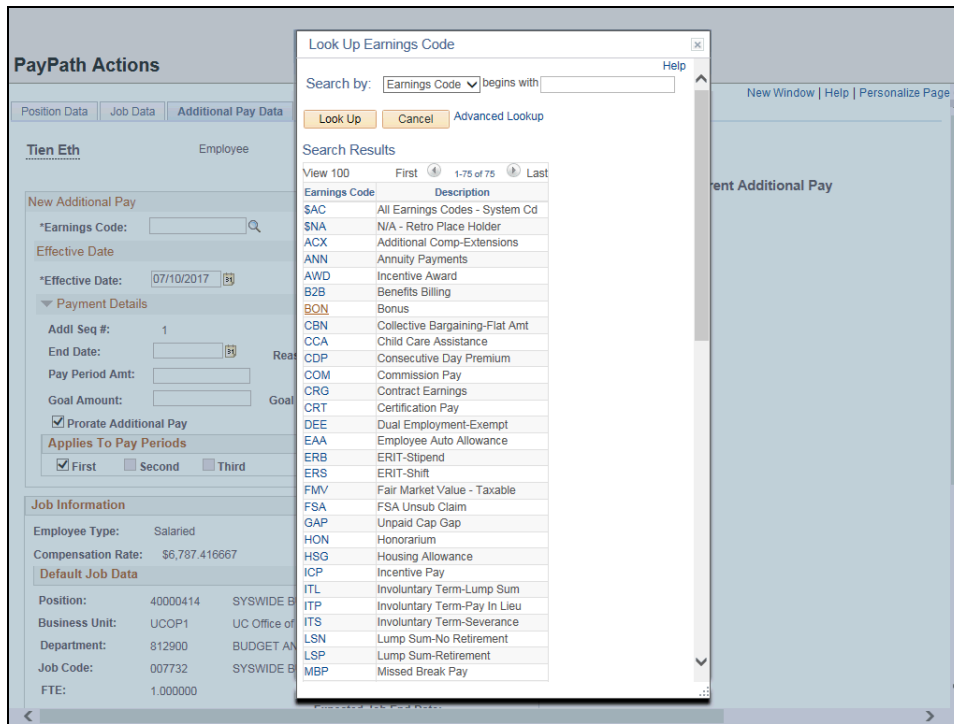 PayPath Actions
New Window | Help | Personalize Page
Position Data
Job Data
Additional Pay Data
Tien Eth
Employee
rent Additional Pay
New Additional Pay
*Earnings Code:
Effective Date
*Effective Date: 07/10/2017
Payment Details
Addl Seq #: 1
End Date:
Reas
Pay Period Amt:
Goal Amount:
Goal
Prorate Additional Pay
Applies To Pay Periods
First Second Third
Job Information
Employee Type: Salaried
Compensation Rate: $6,787.416667
Default Job Data
Position: 40000414 SYSWIDE B
Business Unit: UCOP1 UC Office of
Department: 812900 BUDGET AN
Job Code: 007732 SYSWIDE B
FTE: 1.000000
Look Up Earnings Code
Help
Search by: Earnings Code begins with
Look Up Cancel Advanced Lookup
Search Results
View 100 First 1-75 of 75 Last
Earnings Code Description
$AC All Earnings Codes - System Cd
$NA N/A - Retro Place Holder
ACX Additional Comp-Extensions
ANN Annuity Payments
AWD Incentive Award
B2B Benefits Billing
BON Bonus
CBN Collective Bargaining-Flat Amt
CCA Child Care Assistance
CDP Consecutive Day Premium
COM Commission Pay
CRG Contract Earnings
CRT Certification Pay
DEE Dual Employment-Exempt
EAA Employee Auto Allowance
ERB ERIT-Stipend
ERS ERIT-Shift
FMV Fair Market Value - Taxable
FSA FSA Unsub Claim
GAP Unpaid Cap Gap
HON Honorarium
HSG Housing Allowance
ICP Incentive Pay
ITL Involuntary Term-Lump Sum
ITP Involuntary Term-Pay In Lieu
ITS Involuntary Term-Severance
LSN Lump Sum-No Retirement
LSP Lump Sum-Retirement
MBP Missed Break Pay
Expected Job End Date: